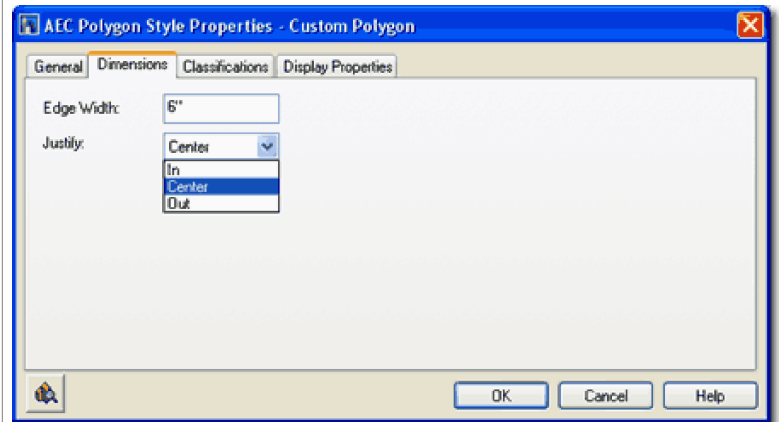 AEC Polygon Style Properties - Custom Polygon
General Dimensions Classifications Display Properties
Edge Width: 6"
Justify: Center
In
Center
Out
OK Cancel Help